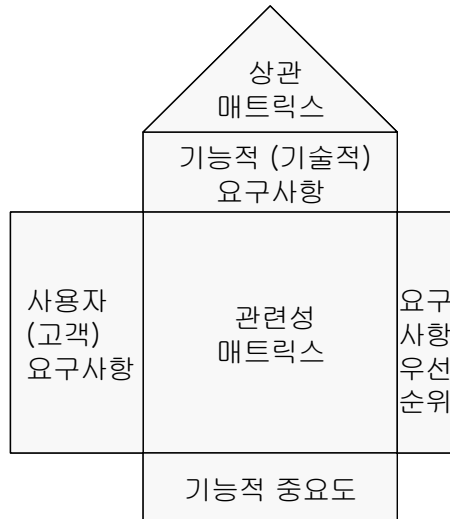 상관
매트릭스
기능적 (기술적)
요구사항
사용자
(고객)
요구사항
관련성
매트릭스
요구
사항
우선
순위
기능적 중요도